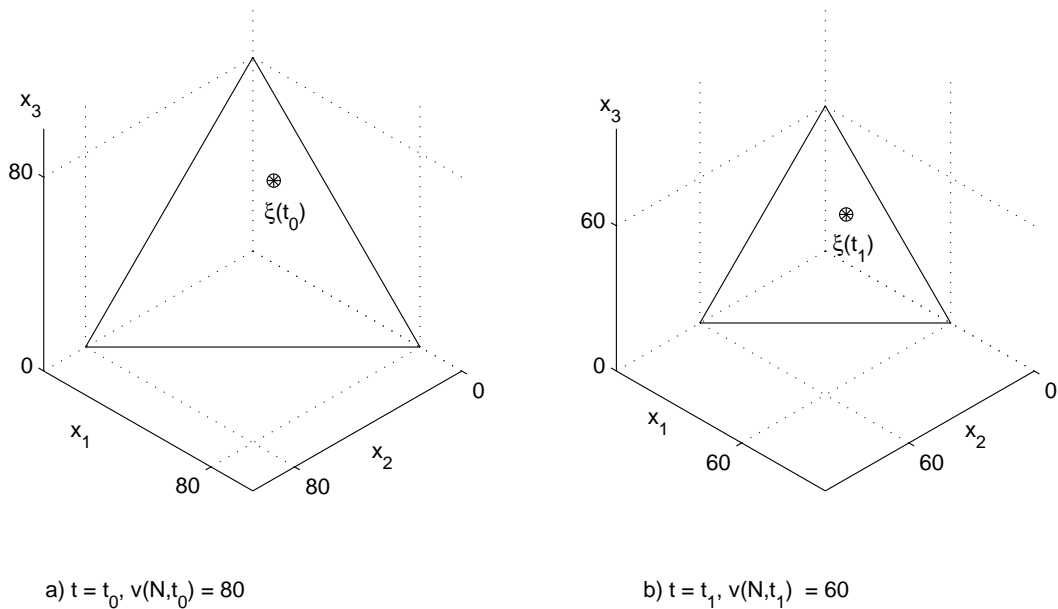 x₃
80
ξ(t₀)
0
x₁
80
x₂
80
0
a) t = t₀, v(N,t₀) = 80
x₃
60
ξ(t₁)
0
x₁
60
x₂
60
0
b) t = t₁, v(N,t₁) = 60